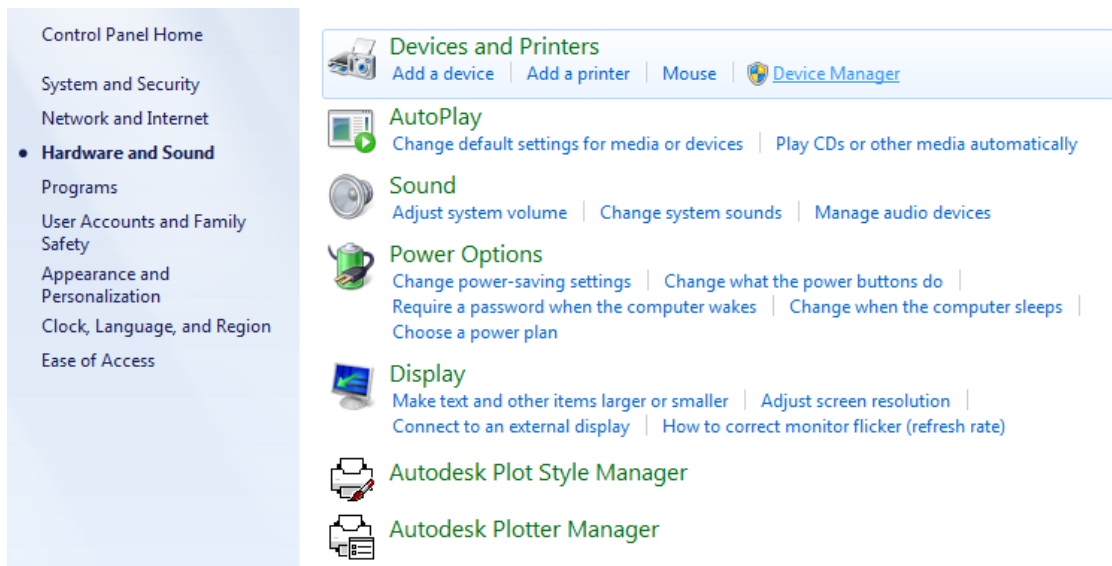 Control Panel Home
System and Security
Network and Internet
Hardware and Sound
Programs
User Accounts and Family
Safety
Appearance and
Personalization
Clock, Language, and Region
Ease of Access
Devices and Printers
Add a device Add a printer Mouse Device Manager
AutoPlay
Change default settings for media or devices Play CDs or other media automatically
Sound
Adjust system volume Change system sounds Manage audio devices
Power Options
Change power-saving settings Change what the power buttons do
Require a password when the computer wakes Change when the computer sleeps
Choose a power plan
Display
Make text and other items larger or smaller Adjust screen resolution
Connect to an external display How to correct monitor flicker (refresh rate)
Autodesk Plot Style Manager
Autodesk Plotter Manager